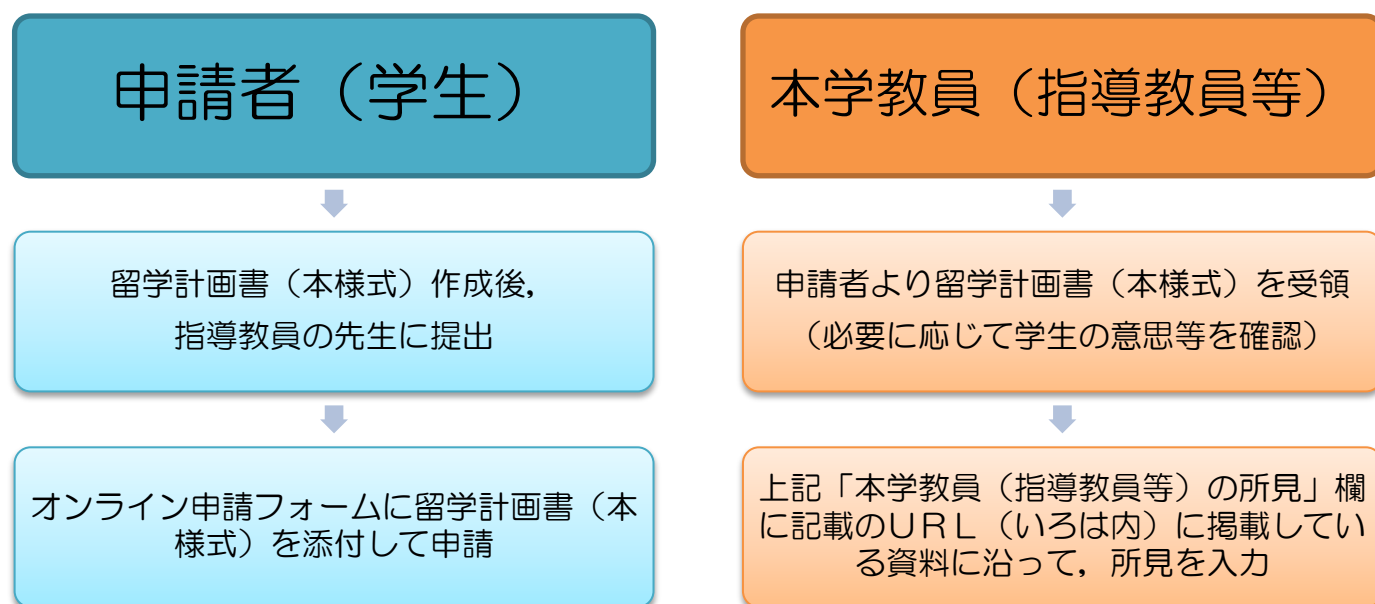 申請者（学生）
留学計画書（本様式）作成後，
指導教員の先生に提出
オンライン申請フォームに留学計画書（本
様式）を添付して申請
本学教員（指導教員等）
申請者より留学計画書（本様式）を受領
（必要に応じて学生の意思等を確認）
上記「本学教員（指導教員等）の所見」欄
に記載のＵＲＬ（いろは内）に掲載してい
る資料に沿って，所見を入力